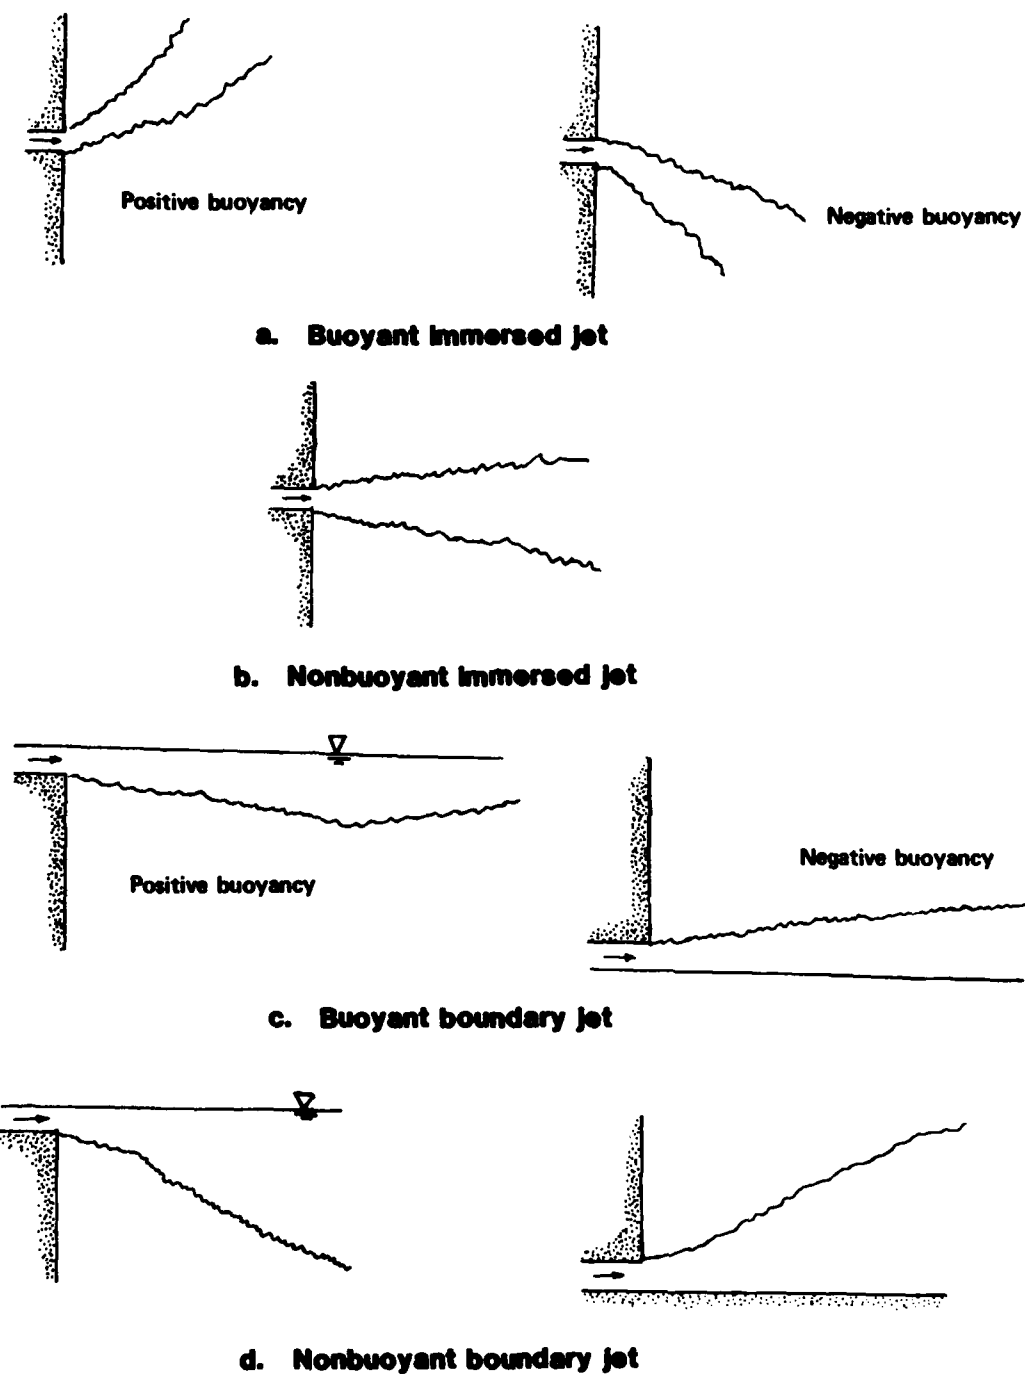 Positive buoyancy
Negative buoyancy
a. Buoyant immersed jet
b. Nonbuoyant immersed jet
Positive buoyancy
Negative buoyancy
c. Buoyant boundary jet
d. Nonbuoyant boundary jet